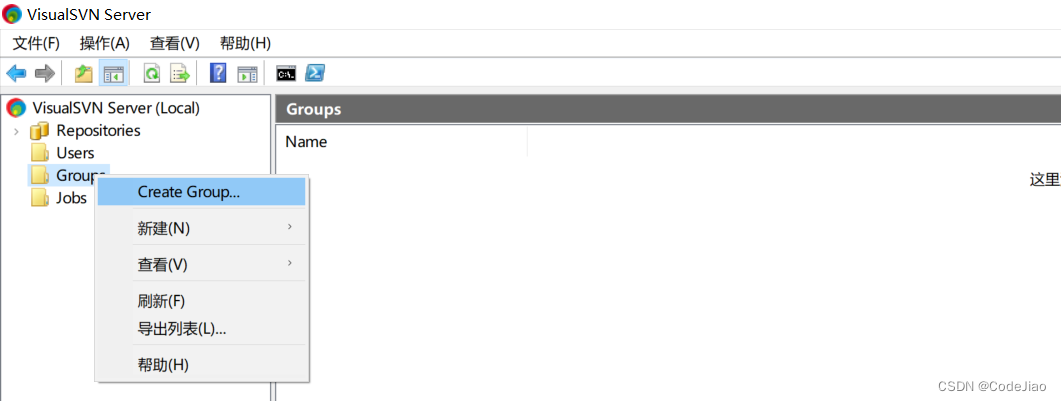 VisualSVN Server
文件(F) 操作(A) 查看(V) 帮助(H)
C:\.
VisualSVN Server (Local)
Repositories
Users
Groups
Jobs
Groups
Name
这里
Create Group...
新建(N)
查看(V)
刷新(F)
导出列表(L)...
帮助(H)
CSDN @CodeJiao